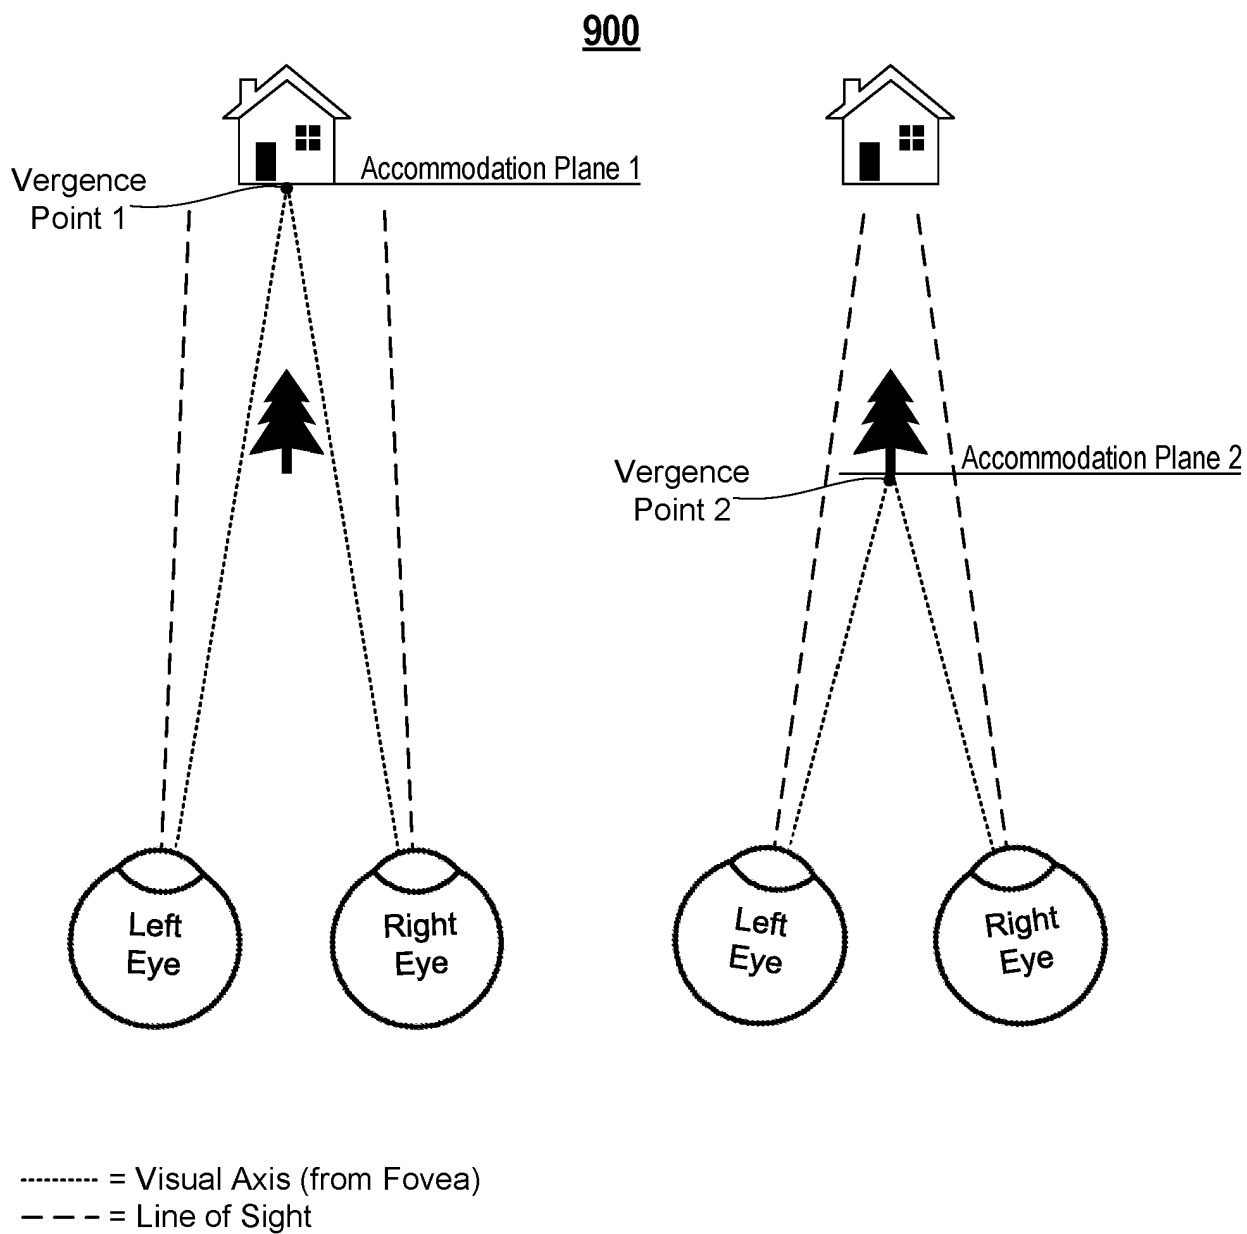 900
Accommodation Plane 1
Vergence
Point 1
Accommodation Plane 2
Vergence
Point 2
Left
Eye
Right
Eye
Left
Eye
Right
Eye
= Visual Axis (from Fovea)
= Line of Sight